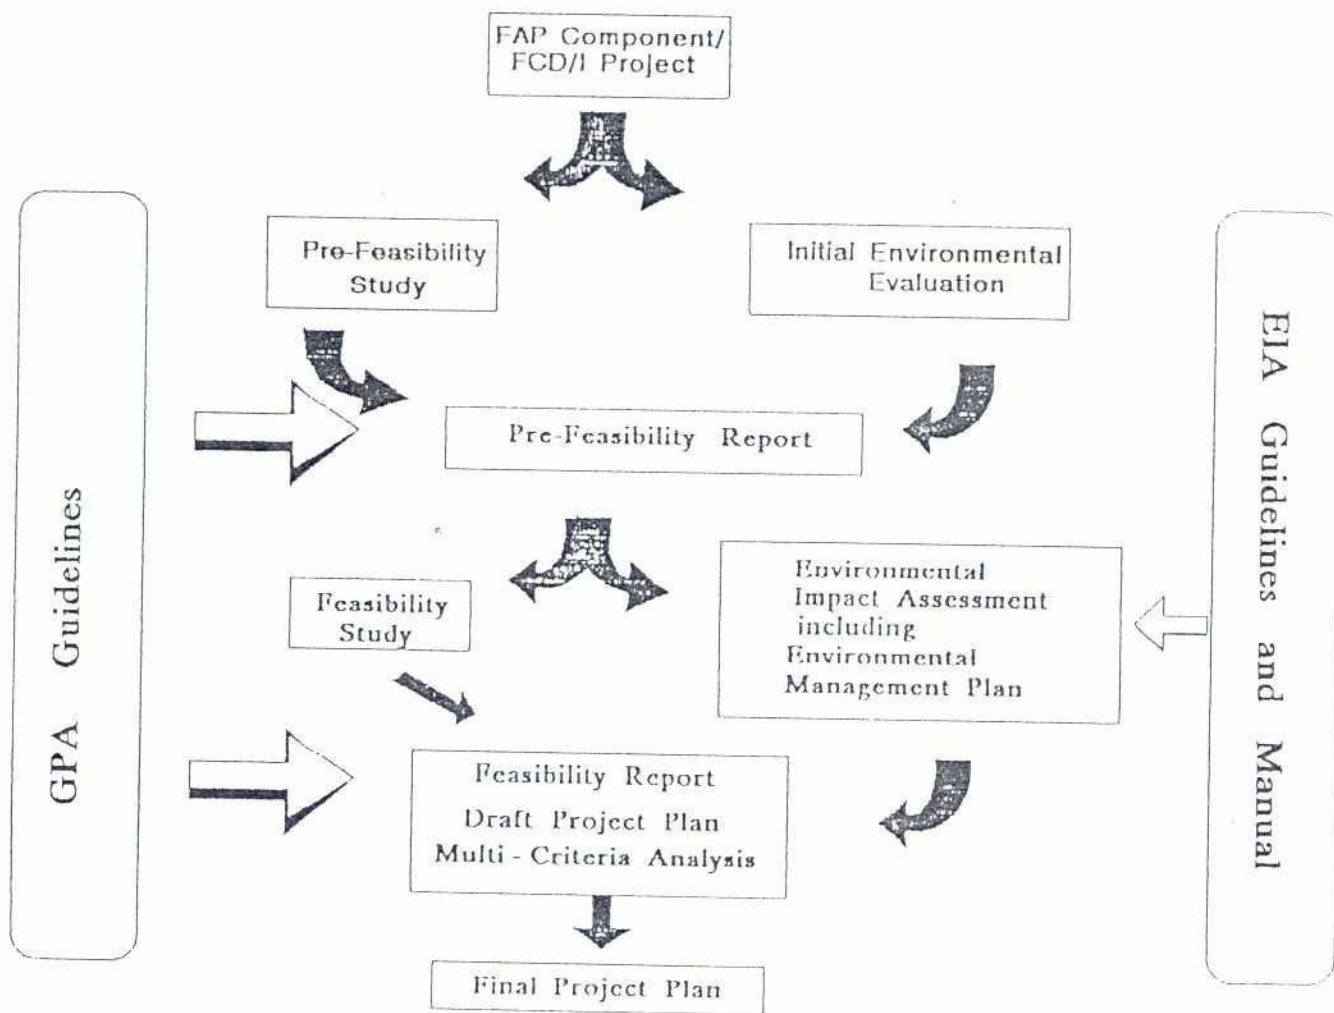 FAP Component/
FCD/I Project
Pre-Feasibility
Study
Initial Environmental
Evaluation
GPA Guidelines
EIA Guidelines and Manual
Pre-Feasibility Report
Feasibility
Study
Environmental
Impact Assessment
including
Environmental
Management Plan
Feasibility Report
Draft Project Plan
Multi - Criteria Analysis
Final Project Plan